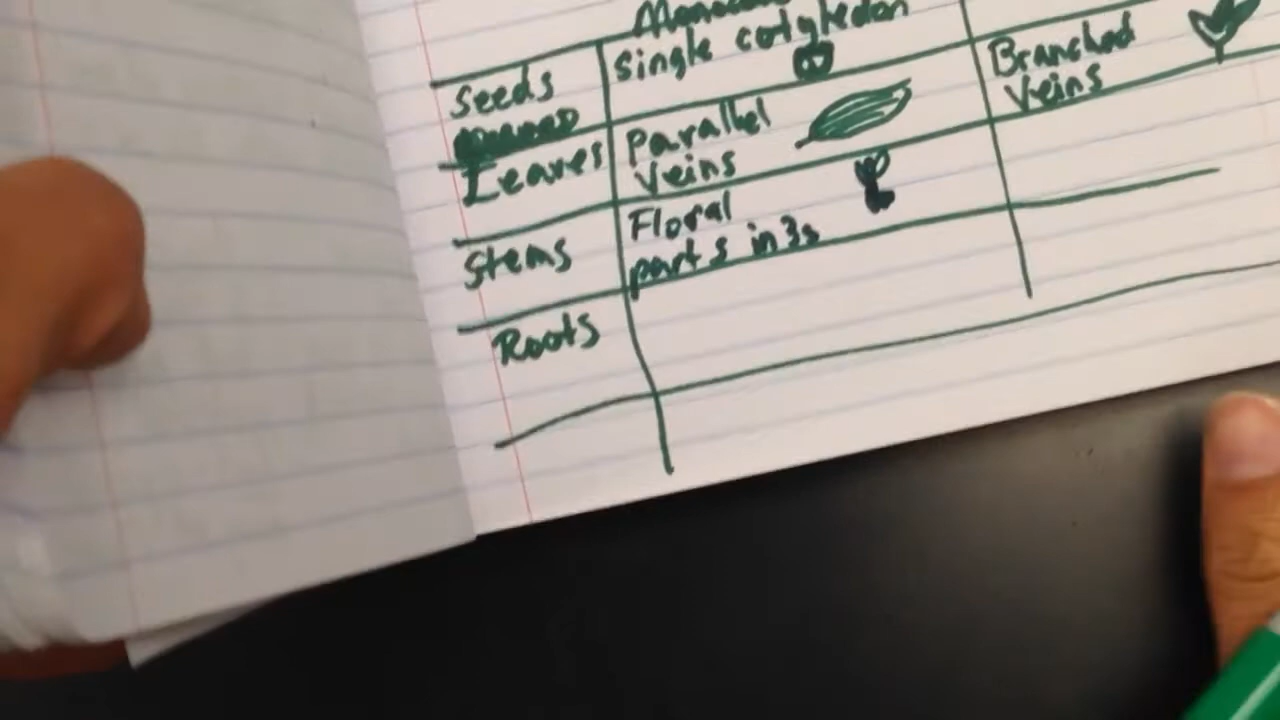 single cotyledon
Seeds
Branched
Veins
Parallel
Veins
Leaves
Floral
parts in 3s
Stems
Roots